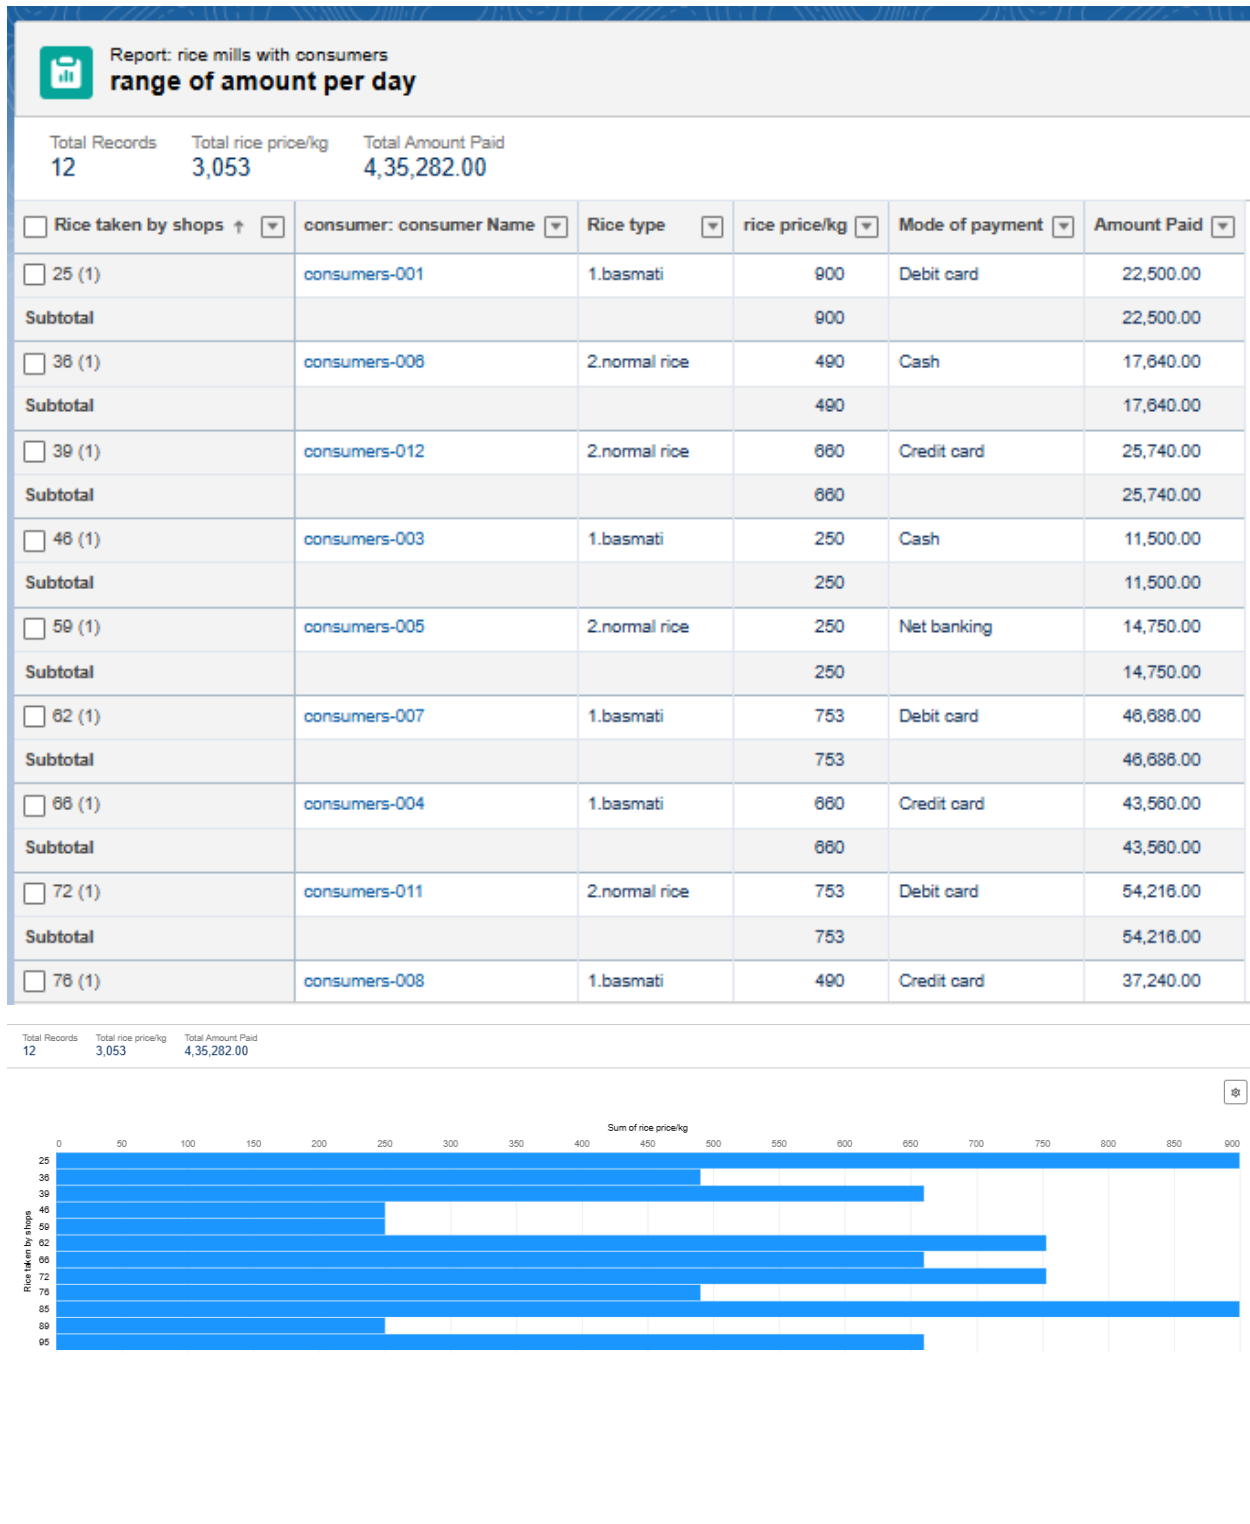 Report: rice mills with consumers
range of amount per day
Total Records Total rice price/kg Total Amount Paid
12 3,053 4,35,282.00
Rice taken by shops ↑ consumer: consumer Name Rice type rice price/kg Mode of payment Amount Paid
25 (1) consumers-001 1.basmati 900 Debit card 22,500.00
Subtotal 900 22,500.00
36 (1) consumers-006 2.normal rice 490 Cash 17,640.00
Subtotal 490 17,640.00
39 (1) consumers-012 2.normal rice 660 Credit card 25,740.00
Subtotal 660 25,740.00
46 (1) consumers-003 1.basmati 250 Cash 11,500.00
Subtotal 250 11,500.00
59 (1) consumers-005 2.normal rice 250 Net banking 14,750.00
Subtotal 250 14,750.00
62 (1) consumers-007 1.basmati 753 Debit card 46,686.00
Subtotal 753 46,686.00
66 (1) consumers-004 1.basmati 660 Credit card 43,560.00
Subtotal 660 43,560.00
72 (1) consumers-011 2.normal rice 753 Debit card 54,216.00
Subtotal 753 54,216.00
76 (1) consumers-008 1.basmati 490 Credit card 37,240.00
Total Records Total rice price/kg Total Amount Paid
12 3,053 4,35,282.00
Sum of rice price/kg
0 50 100 150 200 250 300 350 400 450 500 550 600 650 700 750 800 850 900
Rice taken by shops
25
36
39
46
59
62
66
72
76
85
89
95